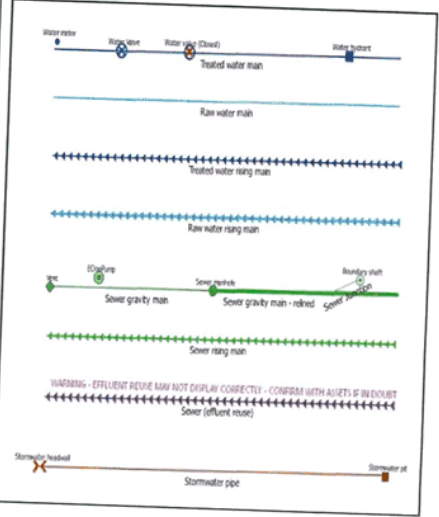 Water meter
Water valve
Water valve (Closed)
Water hydrant
Treated water main
Raw water main
Treated water rising main
Raw water rising main
Vent
EOnePump
Sewer manhole
Boundary shaft
Sewer gravity main
Sewer gravity main - relined
Sewer Junction
Sewer rising main
WARNING - EFFLUENT REUSE MAY NOT DISPLAY CORRECTLY - CONFIRM WITH ASSETS IF IN DOUBT
Sewer (effluent reuse)
Stormwater headwall
Stormwater pit
Stormwater pipe